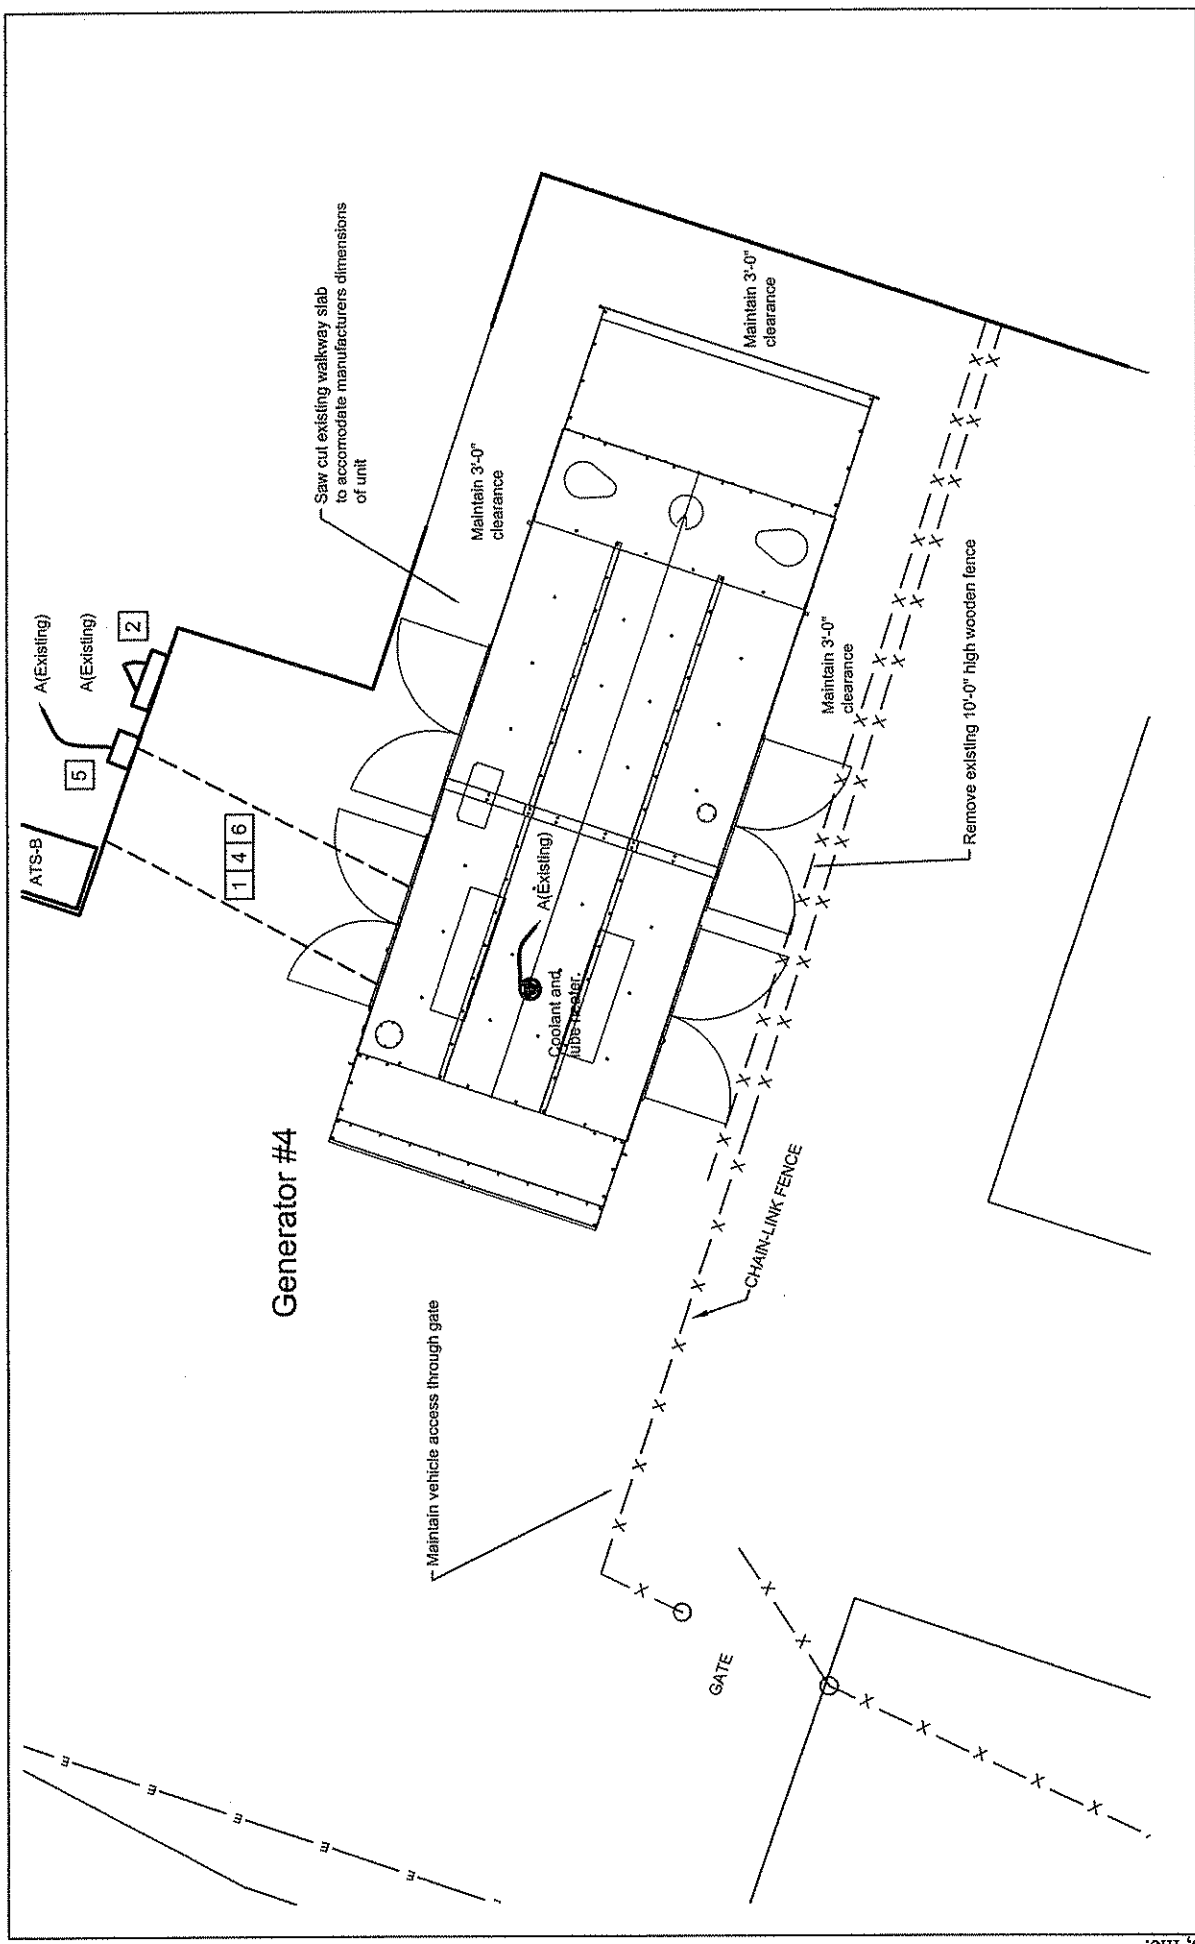 Generator #4
ATS-B
A(Existing)
A(Existing)
5
2
1 4 6
Saw cut existing walkway slab
to accomodate manufacturers dimensions
of unit
Maintain 3'-0"
clearance
Maintain 3'-0"
clearance
Maintain 3'-0"
clearance
A(Existing)
Coolant and
lube heater.
Remove existing 10'-0" high wooden fence
CHAIN-LINK FENCE
Maintain vehicle access through gate
GATE